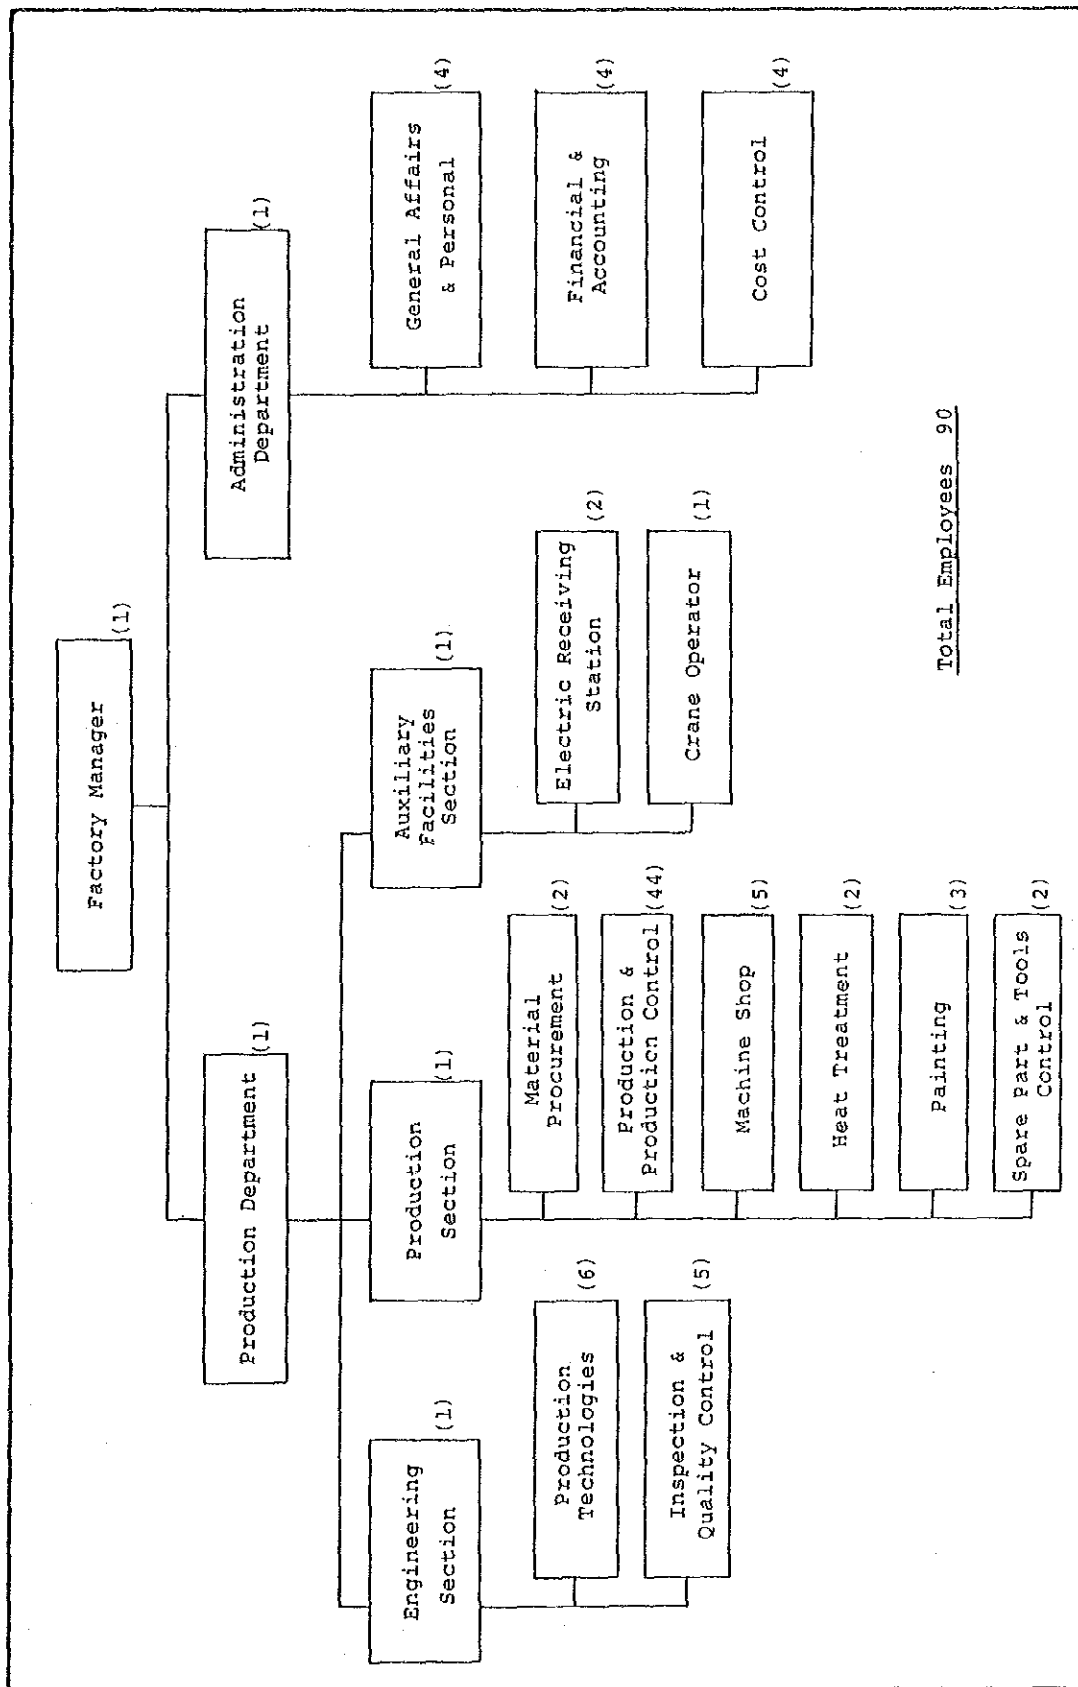 Factory Manager
(1)
Production Department
(1)
Administration
Department
(1)
Engineering
Section
(1)
Production
Section
(1)
Auxiliary
Facilities
Section
(1)
General Affairs
& Personal
(4)
Financial &
Accounting
(4)
Cost Control
(4)
Production
Technologies
(6)
Inspection &
Quality Control
(5)
Material
Procurement
(2)
Production &
Production Control
(44)
Machine Shop
(5)
Heat Treatment
(2)
Painting
(3)
Spare Part & Tools
Control
(2)
Electric Receiving
Station
(2)
Crane Operator
(1)
Total Employees 90